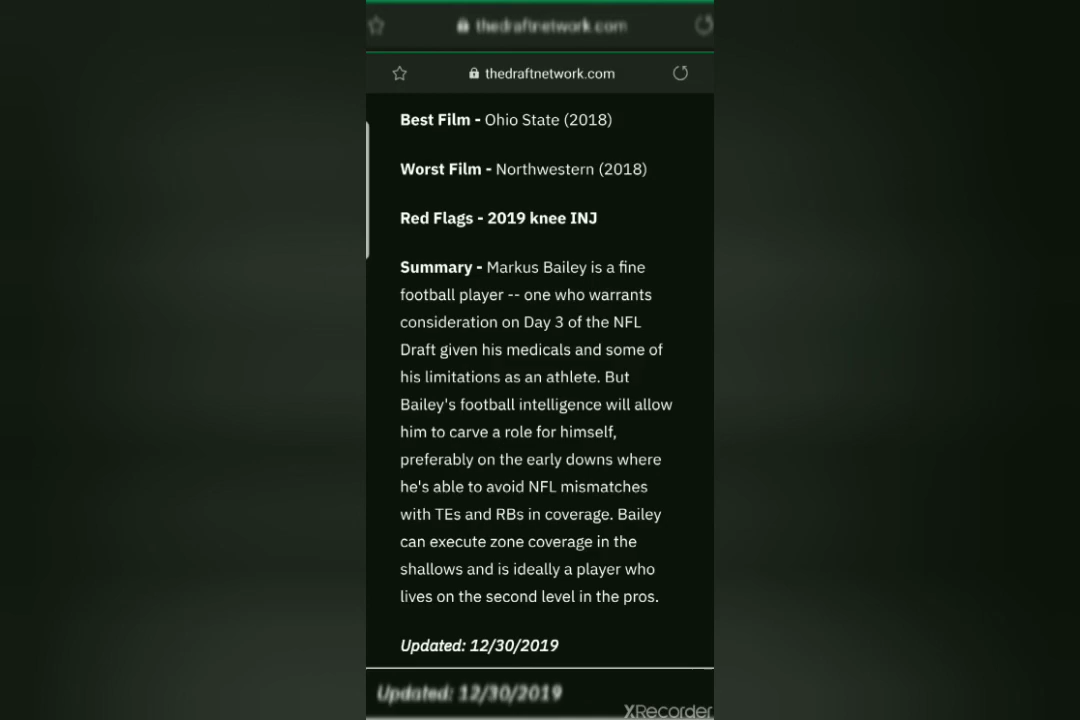 thedraftnetwork.com
thedraftnetwork.com
Best Film - Ohio State (2018)
Worst Film - Northwestern (2018)
Red Flags - 2019 knee INJ
Summary - Markus Bailey is a fine
football player -- one who warrants
consideration on Day 3 of the NFL
Draft given his medicals and some of
his limitations as an athlete. But
Bailey's football intelligence will allow
him to carve a role for himself,
preferably on the early downs where
he's able to avoid NFL mismatches
with TEs and RBs in coverage. Bailey
can execute zone coverage in the
shallows and is ideally a player who
lives on the second level in the pros.
Updated: 12/30/2019
Updated: 12/30/2019
XRecorder